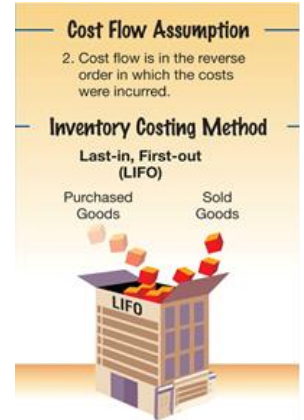 Cost Flow Assumption
2. Cost flow is in the reverse
order in which the costs
were incurred.
Inventory Costing Method
Last-in, First-out
(LIFO)
Purchased
Goods
Sold
Goods
LIFO